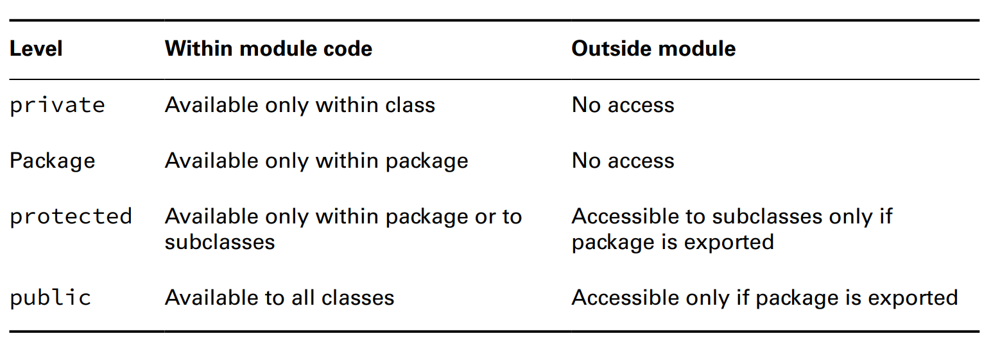 Level Within module code Outside module
private Available only within class No access
Package Available only within package No access
protected Available only within package or to Accessible to subclasses only if
subclasses package is exported
public Available to all classes Accessible only if package is exported